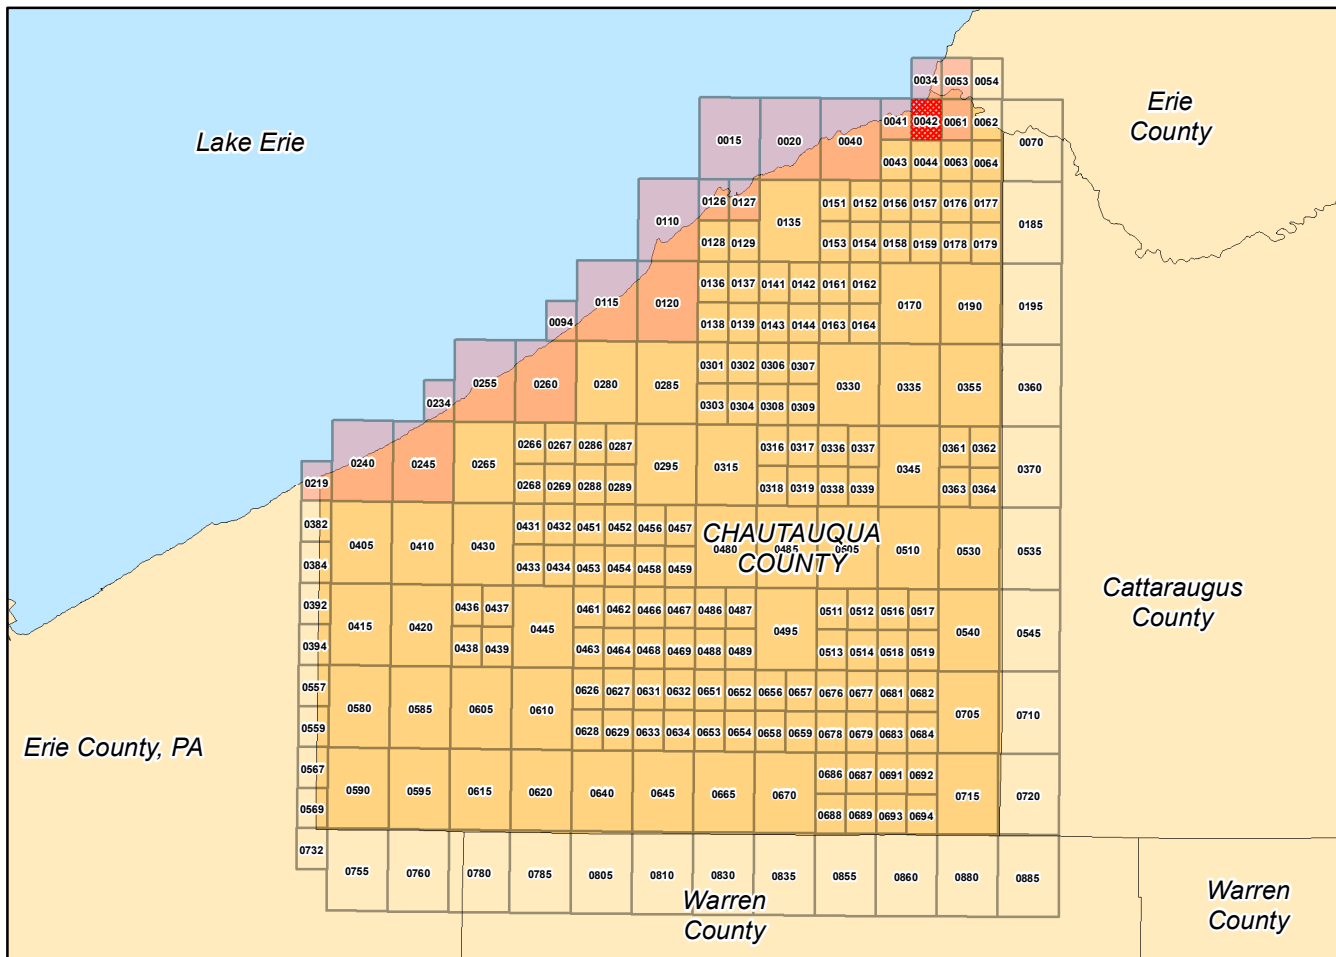 0034 0053 0054
Erie
County
Lake Erie
0015 0020 0040 0041 0042 0061 0062 0070
0043 0044 0063 0064
0110 0126 0127 0135 0151 0152 0156 0157 0176 0177 0185
0128 0129 0153 0154 0158 0159 0178 0179
0115 0120 0136 0137 0141 0142 0161 0162 0170 0190 0195
0094 0138 0139 0143 0144 0163 0164
0255 0260 0280 0285 0301 0302 0306 0307 0330 0335 0355 0360
0234 0303 0304 0308 0309
0240 0245 0265 0266 0267 0286 0287 0295 0315 0316 0317 0336 0337 0345 0361 0362 0370
0219 0268 0269 0288 0289 0318 0319 0338 0339 0363 0364
0382 0405 0410 0430 0431 0432 0451 0452 0456 0457 0480 0485 0505 0510 0530 0535
CHAUTAUQUA
COUNTY
0384 0433 0434 0453 0454 0458 0459
Cattaraugus
County
0392 0415 0420 0436 0437 0445 0461 0462 0466 0467 0486 0487 0495 0511 0512 0516 0517 0540 0545
0394 0438 0439 0463 0464 0468 0469 0488 0489 0513 0514 0518 0519
0557 0580 0585 0605 0610 0626 0627 0631 0632 0651 0652 0656 0657 0676 0677 0681 0682 0705 0710
0559 0628 0629 0633 0634 0653 0654 0658 0659 0678 0679 0683 0684
Erie County, PA
0567 0590 0595 0615 0620 0640 0645 0665 0670 0686 0687 0691 0692 0715 0720
0569 0688 0689 0693 0694
0732 0755 0760 0780 0785 0805 0810 0830 0835 0855 0860 0880 0885
Warren
County
Warren
County